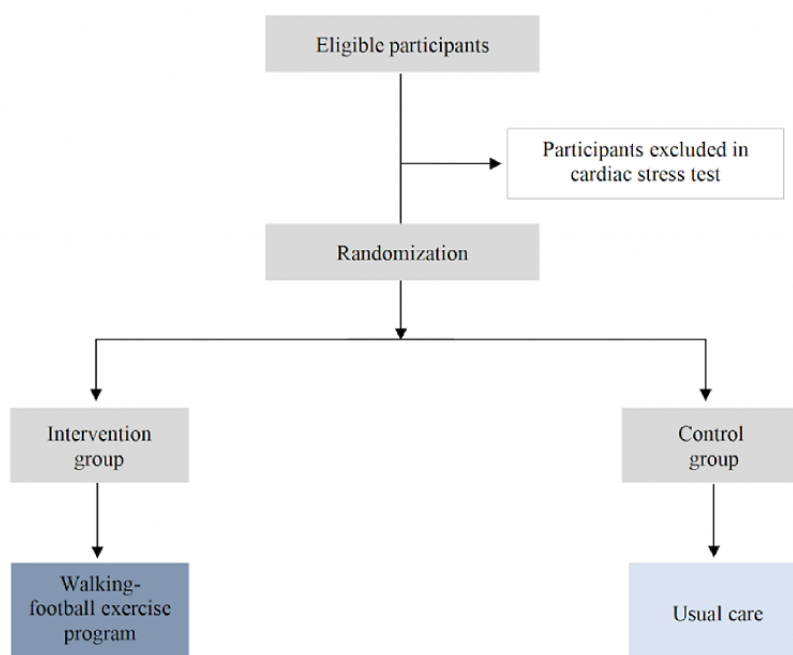 Eligible participants
Participants excluded in
cardiac stress test
Randomization
Intervention
group
Control
group
Walking-
football exercise
program
Usual care